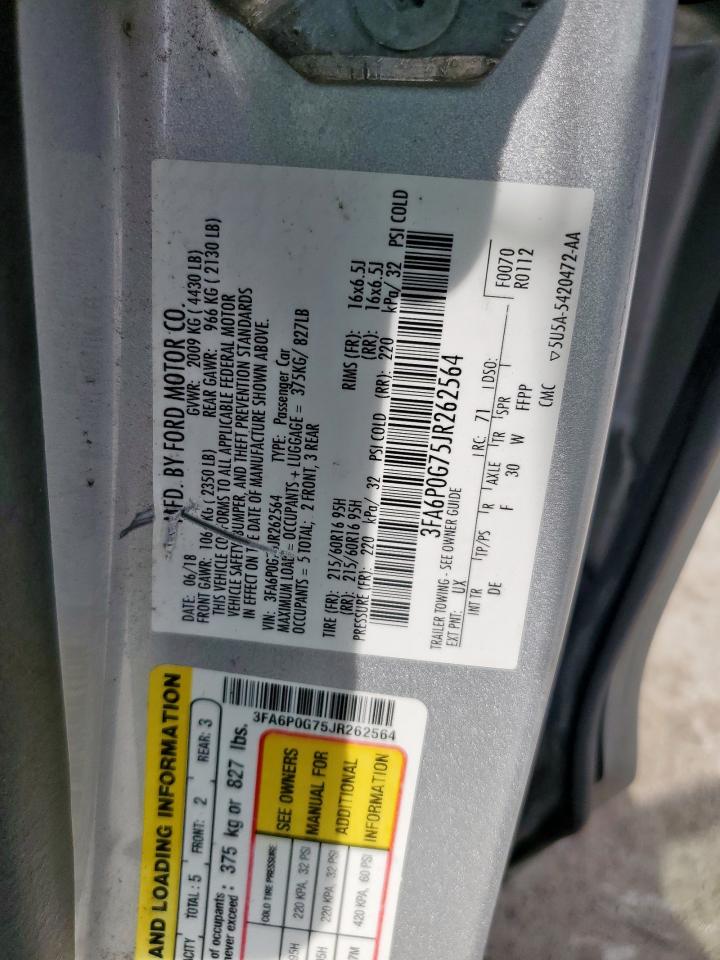 MFD. BY FORD MOTOR CO.
DATE: 06/18 GVWR: 2009 KG ( 4430 LB)
FRONT GAWR: 106 KG ( 2350 LB) REAR GAWR: 966 KG ( 2130 LB)
THIS VEHICLE CONFORMS TO ALL APPLICABLE FEDERAL MOTOR
VEHICLE SAFETY, BUMPER, AND THEFT PREVENTION STANDARDS
IN EFFECT ON THE DATE OF MANUFACTURE SHOWN ABOVE.
VIN: 3FA6P0G75JR262564 TYPE: Passenger Car
MAXIMUM LOAD = OCCUPANTS + LUGGAGE = 375KG/ 827LB
OCCUPANTS = 5 TOTAL; 2 FRONT, 3 REAR
TIRE (FR): 215/60R16 95H RIMS (FR): 16x6.5J
(RR): 215/60R16 95H (RR): 16x6.5J
PRESSURE (FR): 220 kPa/ 32 PSI COLD (RR): 220 kPa/ 32 PSI COLD
3FA6P0G75JR262564
TRAILER TOWING - SEE OWNER GUIDE
EXT PNT: UX RC: 71 DSO: F0070
R0112
INT TR TP/PS R AXLE TR SPR
DE F 30 W FFPP
CMC ▽5U5A-5420472-AA
AND LOADING INFORMATION
TOTAL: 5 FRONT: 2 REAR: 3
of occupants
never exceed : 375 kg or 827 lbs.
3FA6P0G75JR262564
COLD TIRE PRESSURE
220 KPA, 32 PSI
220 KPA, 32 PSI
420 KPA, 60 PSI
SEE OWNERS
MANUAL FOR
ADDITIONAL
INFORMATION